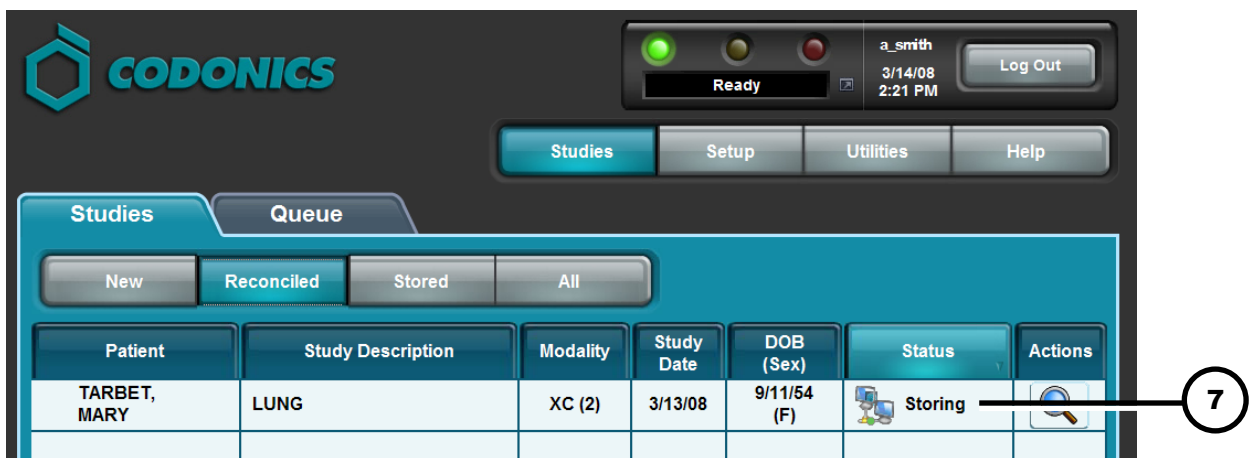 CODONICS
Ready
a_smith
3/14/08
2:21 PM
Log Out
Studies Setup Utilities Help
Studies Queue
New Reconciled Stored All
Patient Study Description Modality Study Date DOB (Sex) Status Actions
TARBET, MARY LUNG XC (2) 3/13/08 9/11/54 (F) Storing
7